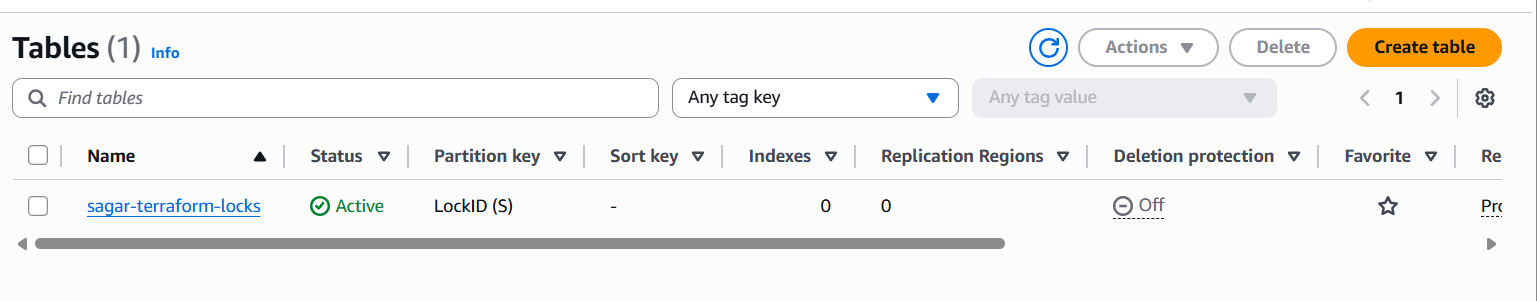 Tables (1) Info Actions Delete Create table
Find tables Any tag key Any tag value 1
Name Status Partition key Sort key Indexes Replication Regions Deletion protection Favorite Re
sagar-terraform-locks Active LockID (S) - 0 0 Off Pro